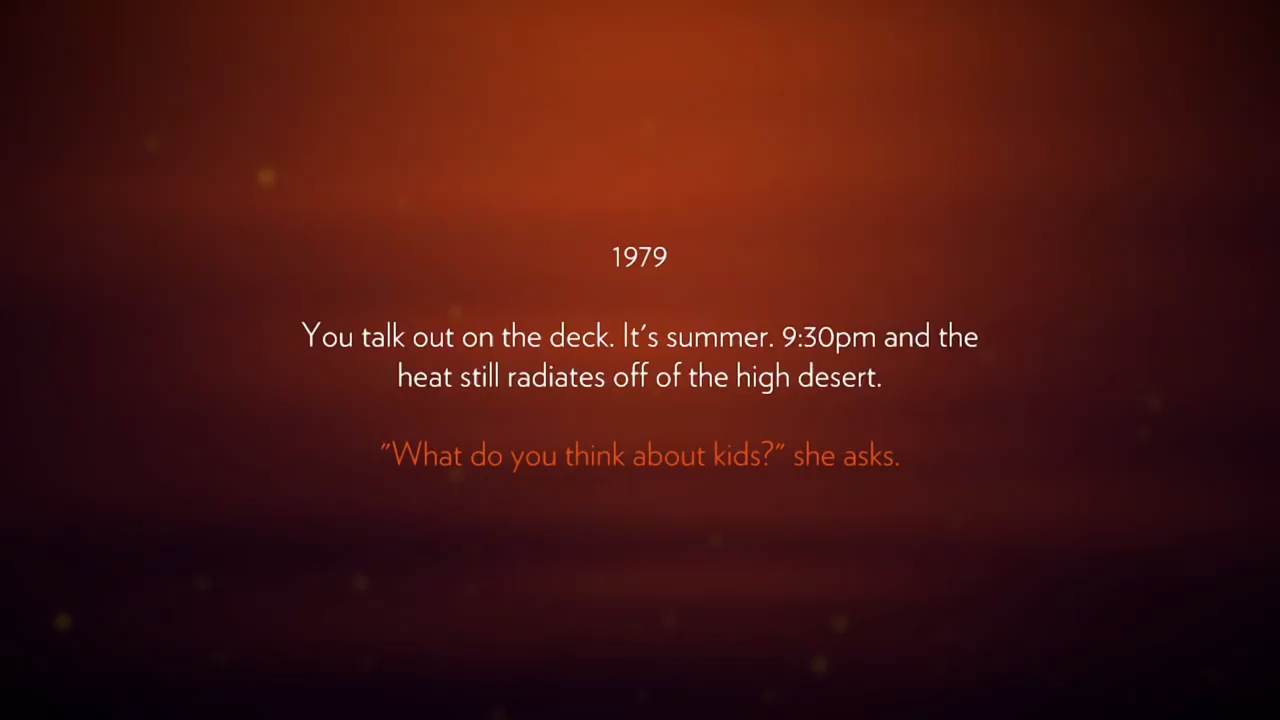 1979
You talk out on the deck. It's summer. 9:30pm and the
heat still radiates off of the high desert.
"What do you think about kids?" she asks.